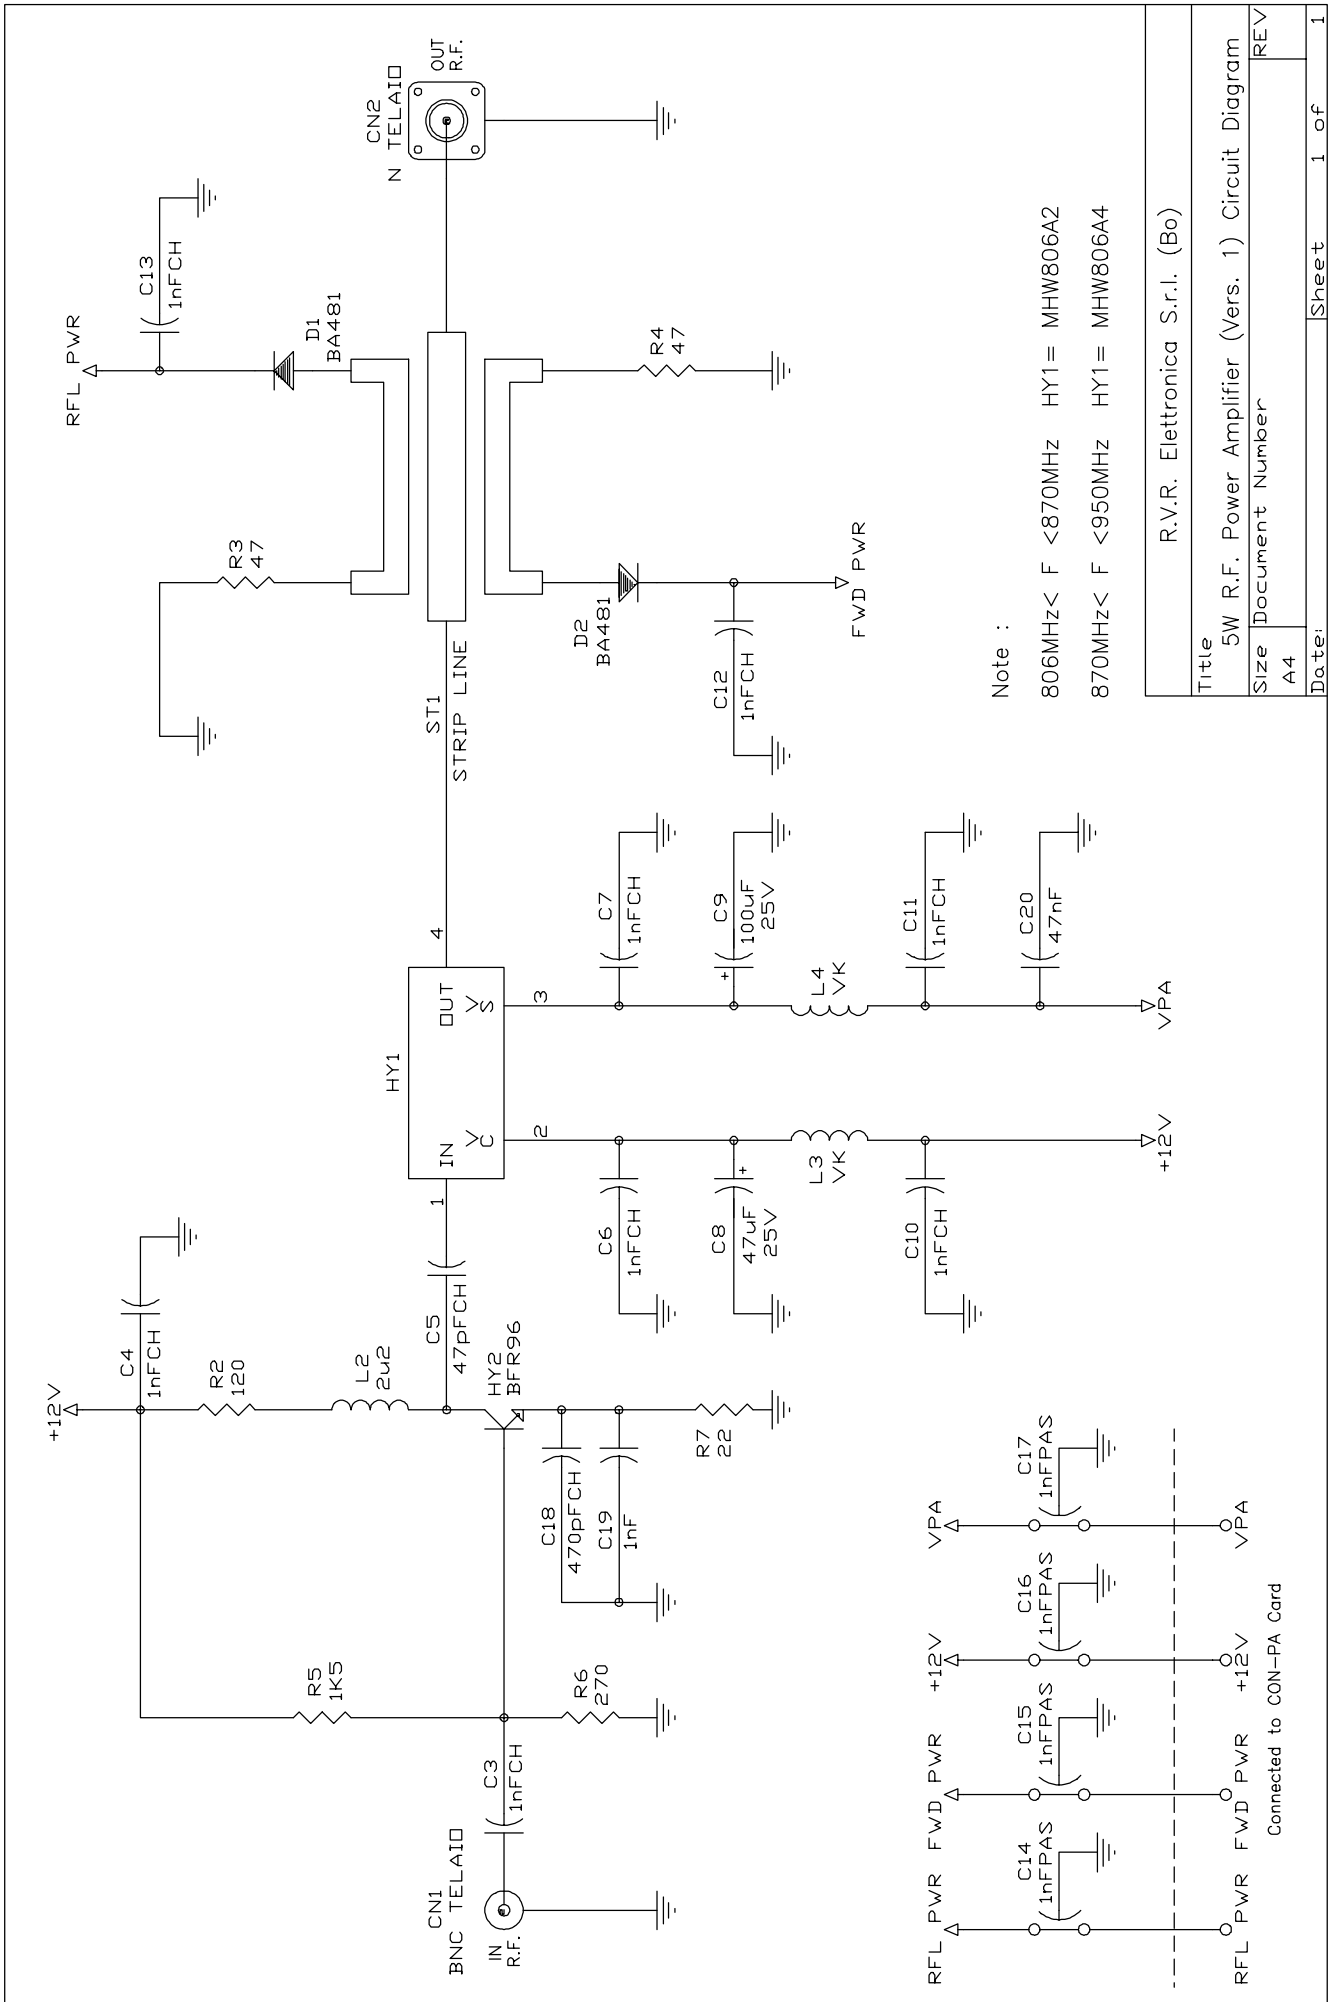 RFL PWR
C13
1nFCH
D1
BA481
CN2
N TELAIO
OUT
R.F.
R3
47
ST1
STRIP LINE
R4
47
D2
BA481
C12
1nFCH
FWD PWR
+12V
C4
1nFCH
R2
120
L2
2u2
C5
47pFCH
HY2
BFR96
HY1
IN
OUT
VC
VS
1
2
3
4
C6
1nFCH
C8
47uF
25V
+
L3
VK
C10
1nFCH
+12V
C7
1nFCH
C9
100uF
25V
+
L4
VK
C11
1nFCH
C20
47nF
VPA
R5
1K5
R6
270
C3
1nFCH
CN1
BNC TELAIO
IN
R.F.
C18
470pFCH
C19
1nF
R7
22
RFL PWR
FWD PWR
+12V
VPA
C14
1nFPAS
C15
1nFPAS
C16
1nFPAS
C17
1nFPAS
RFL PWR
FWD PWR
+12V
VPA
Connected to CON-PA Card
Note :
806MHz< F <870MHz HY1= MHW806A2
870MHz< F <950MHz HY1= MHW806A4
R.V.R. Elettronica S.r.l. (Bo)
Title
5W R.F. Power Amplifier (Vers. 1) Circuit Diagram
Size
Document Number
REV
A4
Date:
Sheet 1 of 1